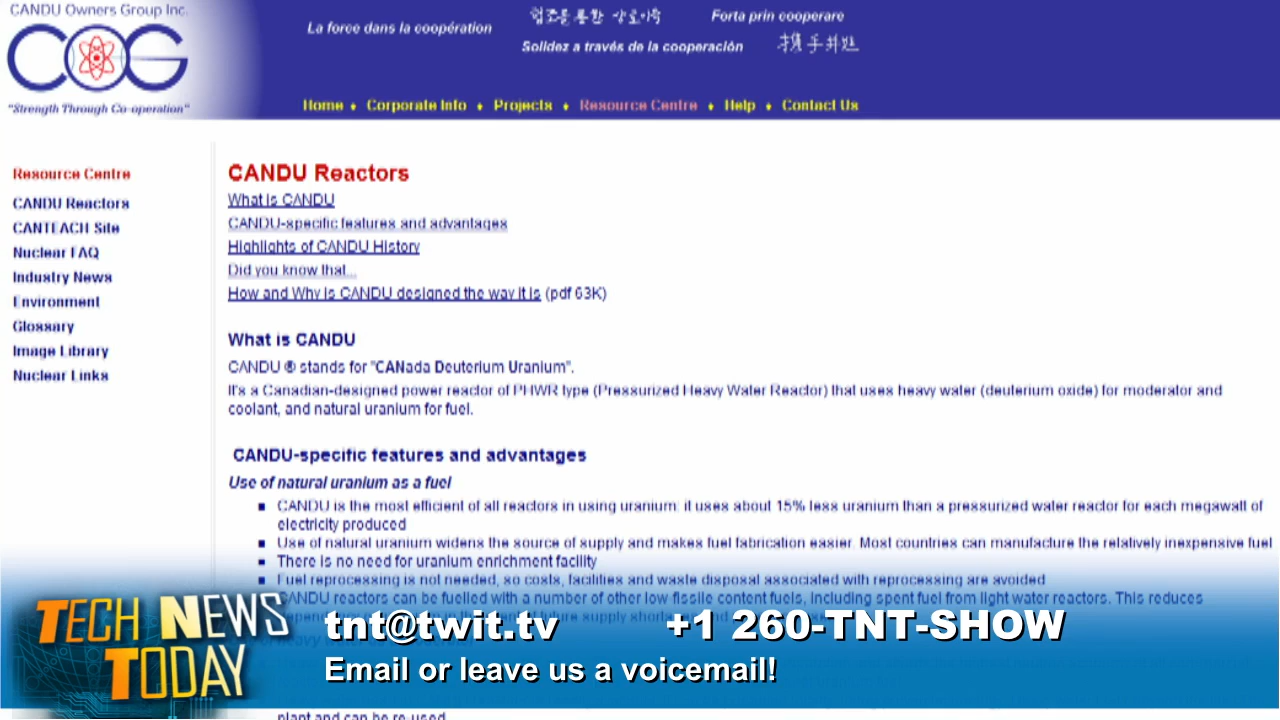 CANDU Owners Group Inc.
COG
"Strength Through Co-operation"
La force dans la coopération
Forta prin cooperare
Solidez a través de la cooperación
Home • Corporate Info • Projects • Resource Centre • Help • Contact Us
Resource Centre
CANDU Reactors
CANTEACH Site
Nuclear FAQ
Industry News
Environment
Glossary
Image Library
Nuclear Links
CANDU Reactors
What is CANDU
CANDU-specific features and advantages
Highlights of CANDU History
Did you know that...
How and Why is CANDU designed the way it is (pdf 63K)
What is CANDU
CANDU ® stands for "CANada Deuterium Uranium".
It's a Canadian-designed power reactor of PHWR type (Pressurized Heavy Water Reactor) that uses heavy water (deuterium oxide) for moderator and
coolant, and natural uranium for fuel.
CANDU-specific features and advantages
Use of natural uranium as a fuel
▪ CANDU is the most efficient of all reactors in using uranium: it uses about 15% less uranium than a pressurized water reactor for each megawatt of
electricity produced
▪ Use of natural uranium widens the source of supply and makes fuel fabrication easier. Most countries can manufacture the relatively inexpensive fuel
▪ There is no need for uranium enrichment facility
▪ Fuel reprocessing is not needed, so costs, facilities and waste disposal associated with reprocessing are avoided
CANDU reactors can be fuelled with a number of other low-fissile content fuels, including spent fuel from light water reactors. This reduces
TECH NEWS
TODAY
tnt@twit.tv +1 260-TNT-SHOW
Email or leave us a voicemail!
plant and can be re-used